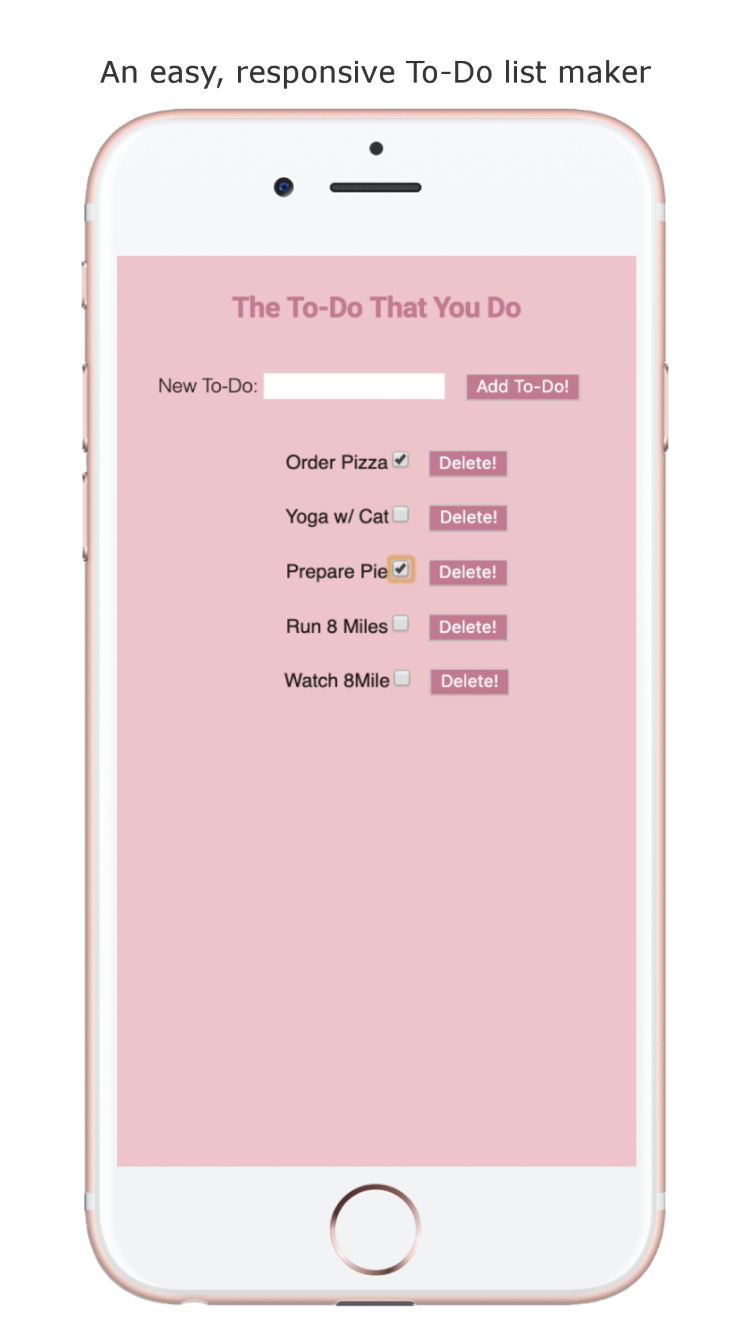 An easy, responsive To-Do list maker
The To-Do That You Do
New To-Do: Add To-Do!
Order Pizza Delete!
Yoga w/ Cat Delete!
Prepare Pie Delete!
Run 8 Miles Delete!
Watch 8Mile Delete!